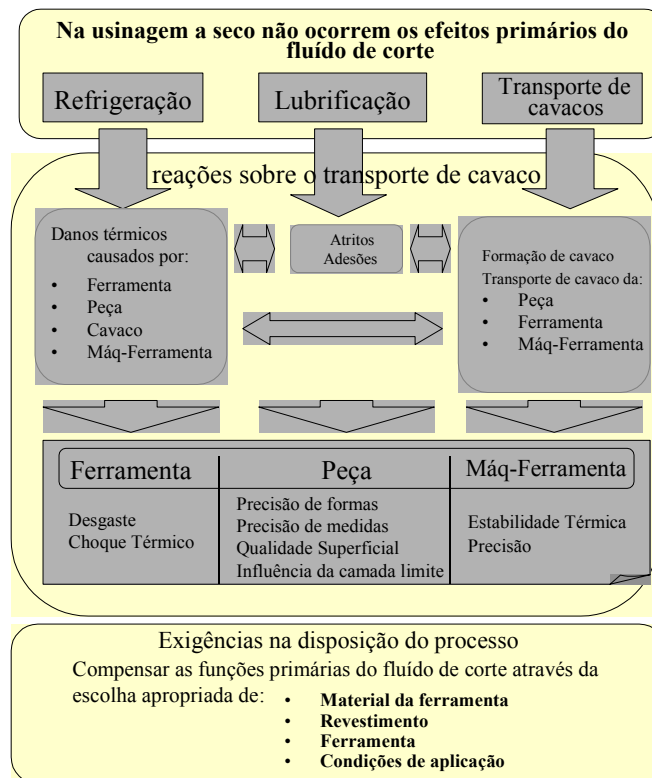 Na usinagem a seco não ocorrem os efeitos primários do
fluído de corte
Refrigeração
Lubrificação
Transporte de
cavacos
reações sobre o transporte de cavaco
Danos térmicos
causados por:
• Ferramenta
• Peça
• Cavaco
• Máq-Ferramenta
Atritos
Adesões
Formação de cavaco
Transporte de cavaco da:
• Peça
• Ferramenta
• Máq-Ferramenta
Ferramenta
Desgaste
Choque Térmico
Peça
Precisão de formas
Precisão de medidas
Qualidade Superficial
Influência da camada limite
Máq-Ferramenta
Estabilidade Térmica
Precisão
Exigências na disposição do processo
Compensar as funções primárias do fluído de corte através da
escolha apropriada de:
• Material da ferramenta
• Revestimento
• Ferramenta
• Condições de aplicação